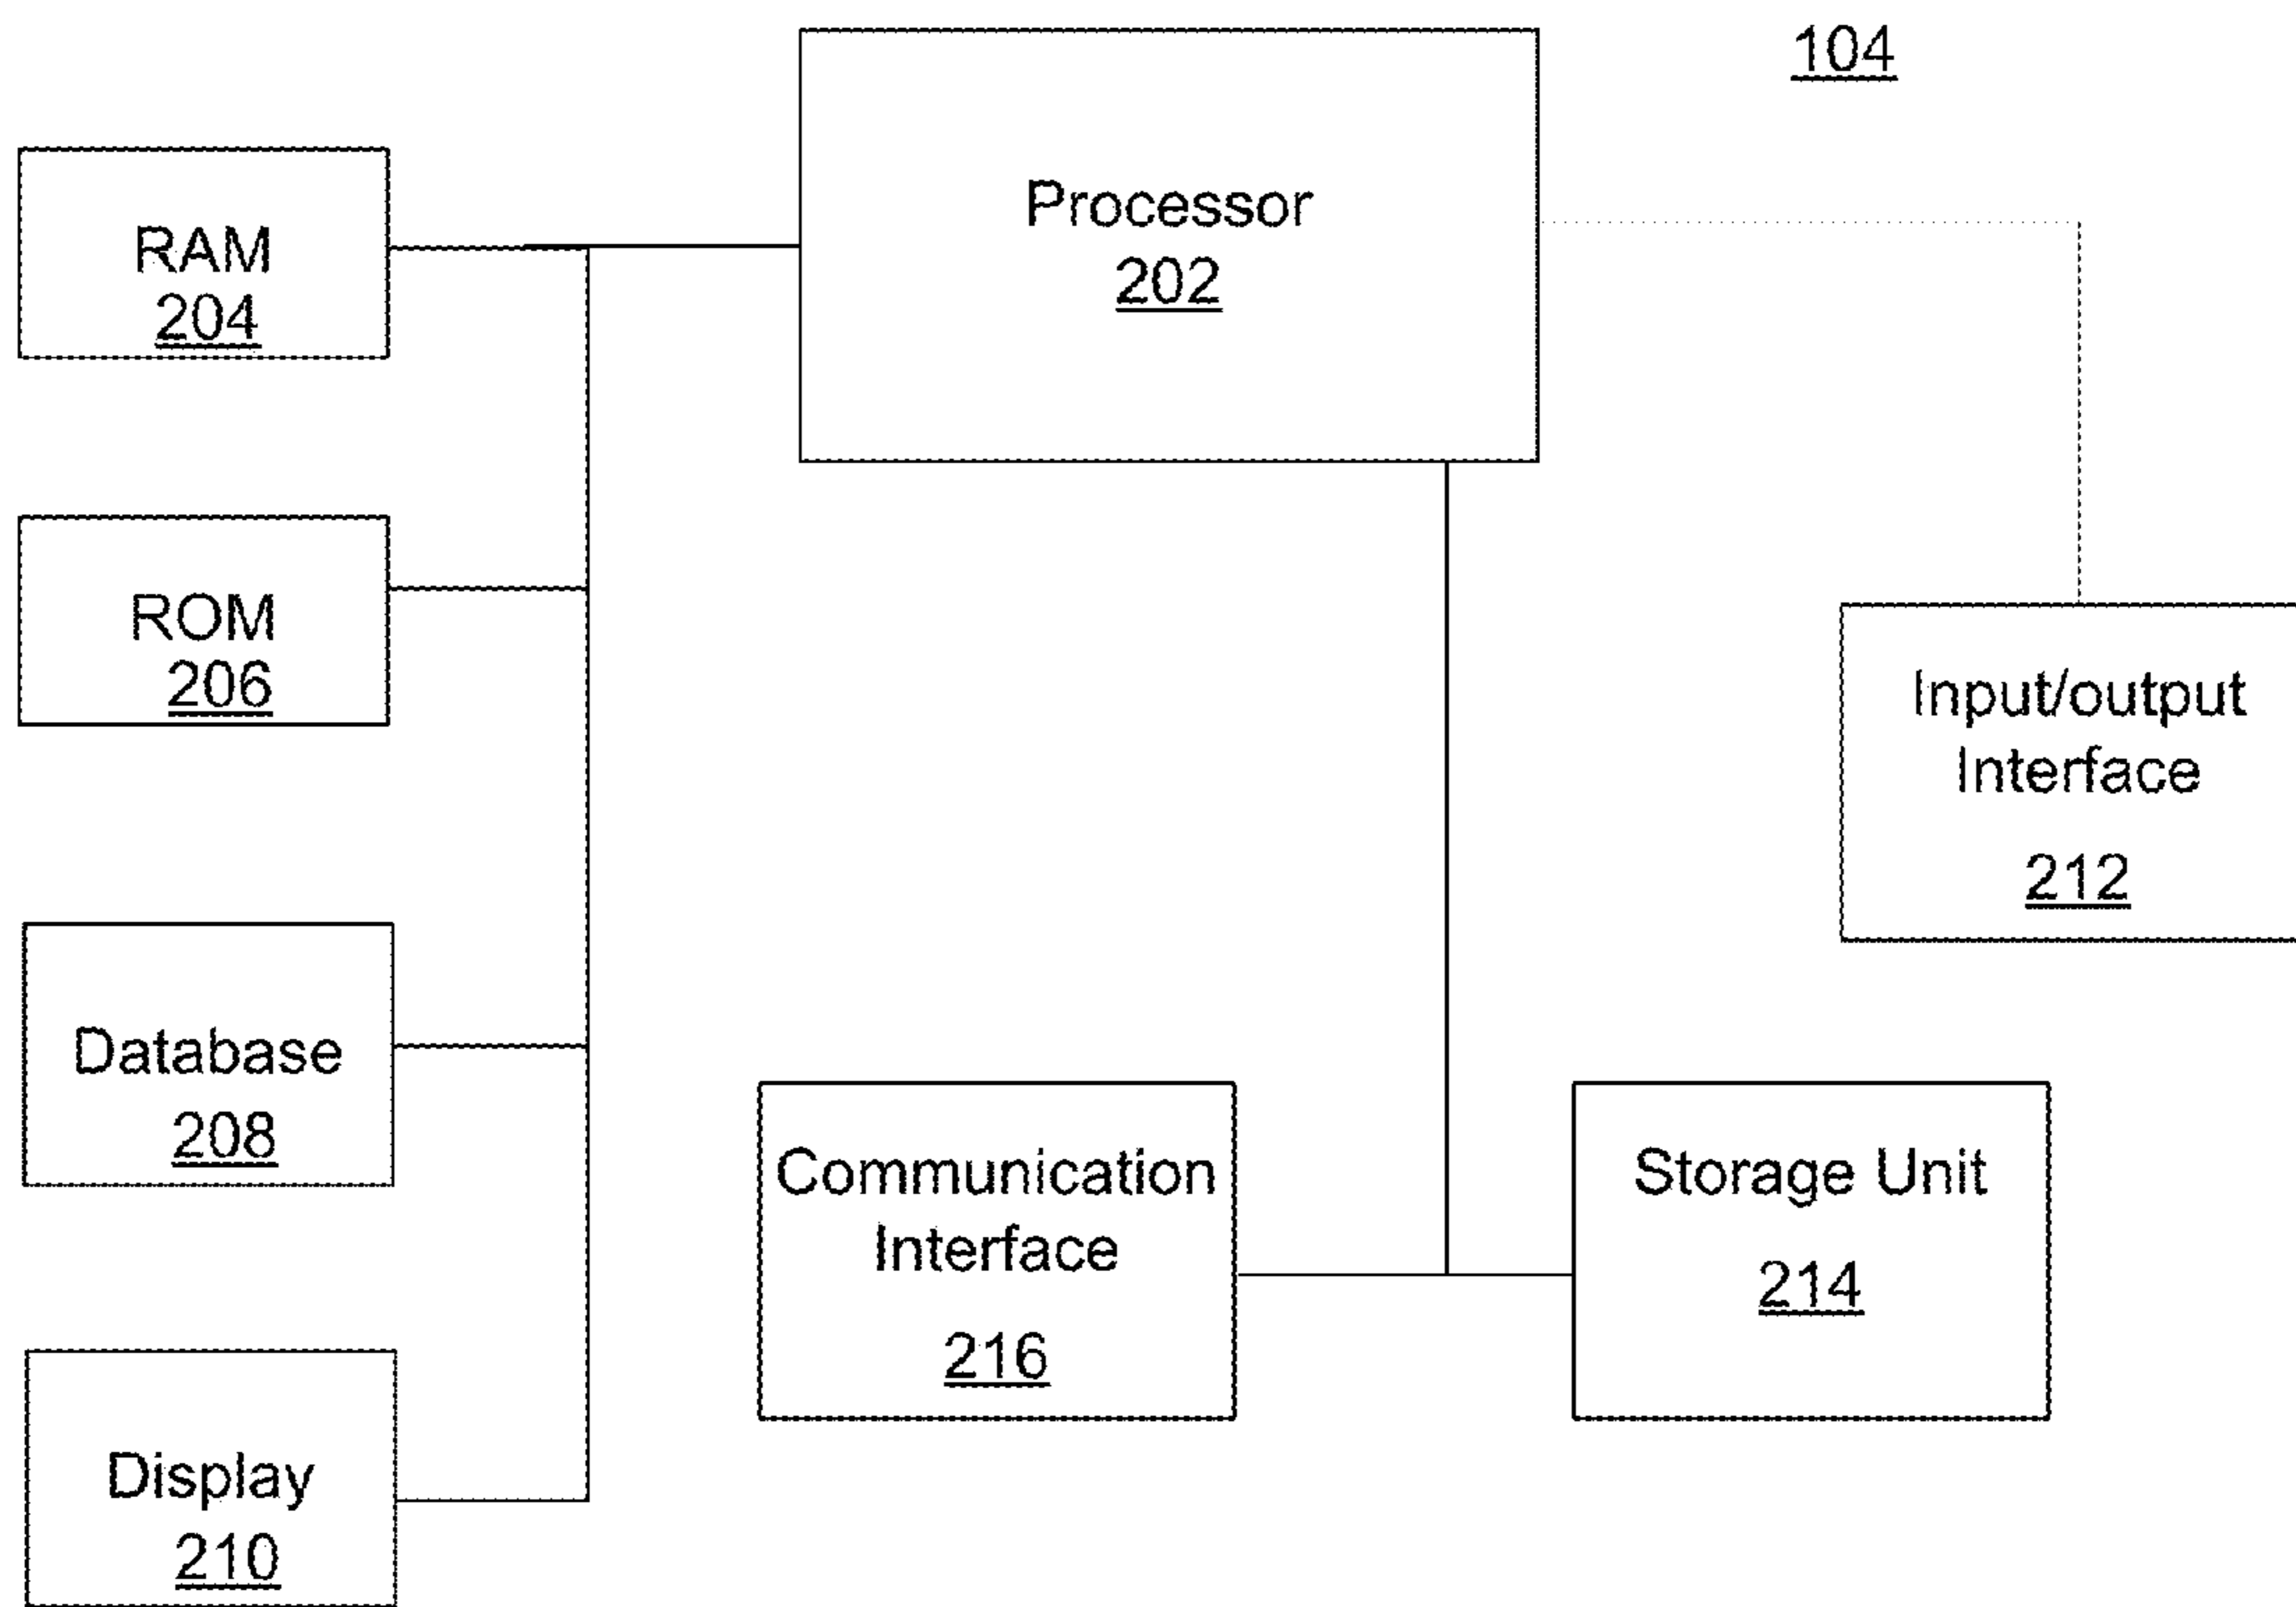 104
Processor
202
RAM
204
ROM
206
Input/output
Interface
212
Database
208
Communication
Interface
216
Storage Unit
214
Display
210